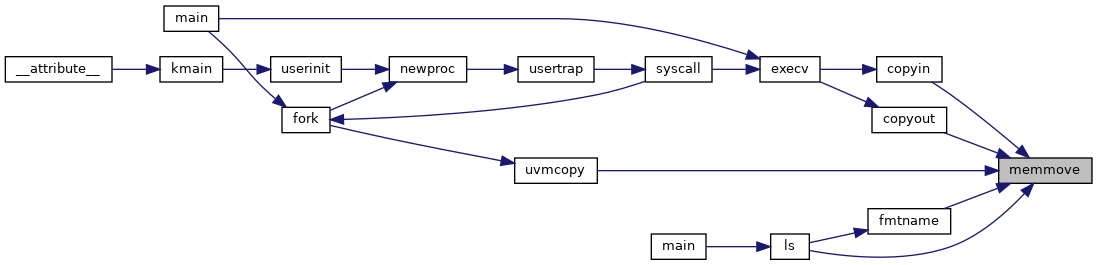 main
__attribute__
kmain
userinit
newproc
usertrap
syscall
execv
copyin
fork
copyout
uvmcopy
memmove
fmtname
main
ls